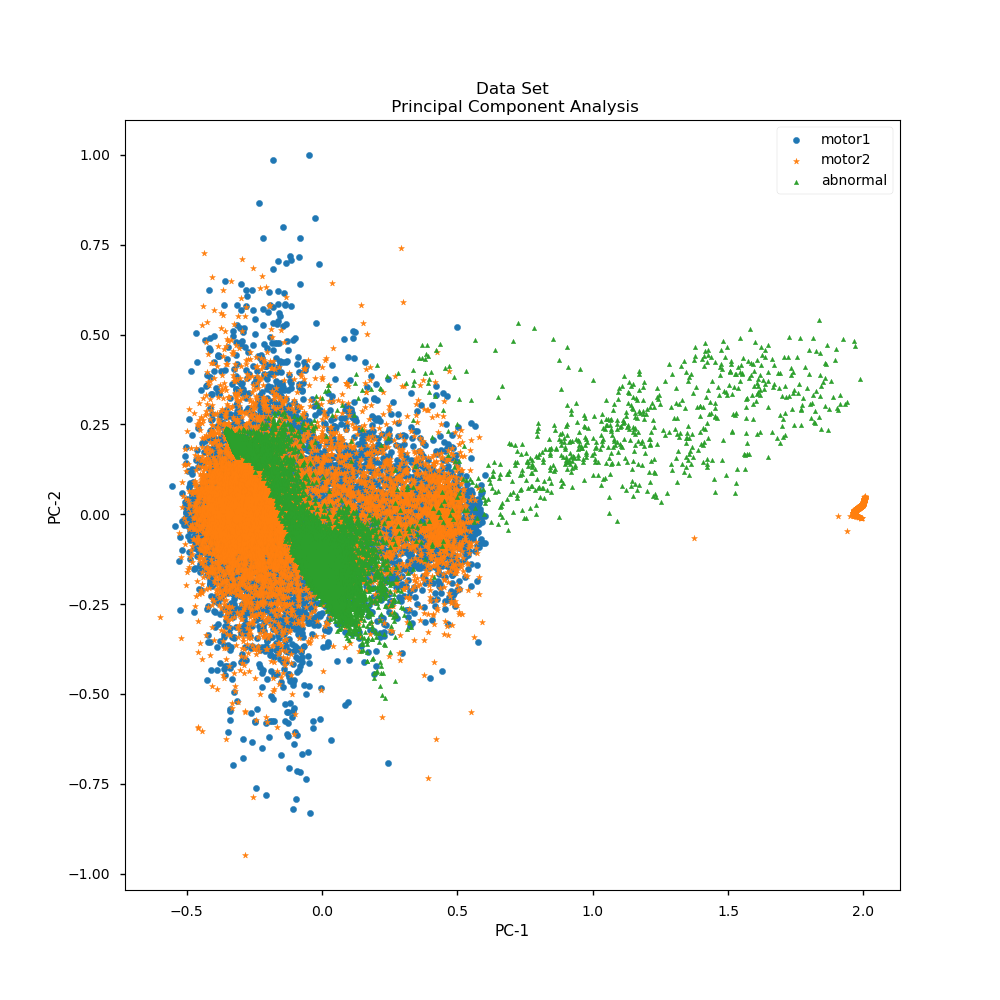 Data Set
Principal Component Analysis
motor1
motor2
abnormal
1.00
0.75
0.50
0.25
0.00
−0.25
−0.50
−0.75
−1.00
PC-2
−0.5 0.0 0.5 1.0 1.5 2.0
PC-1